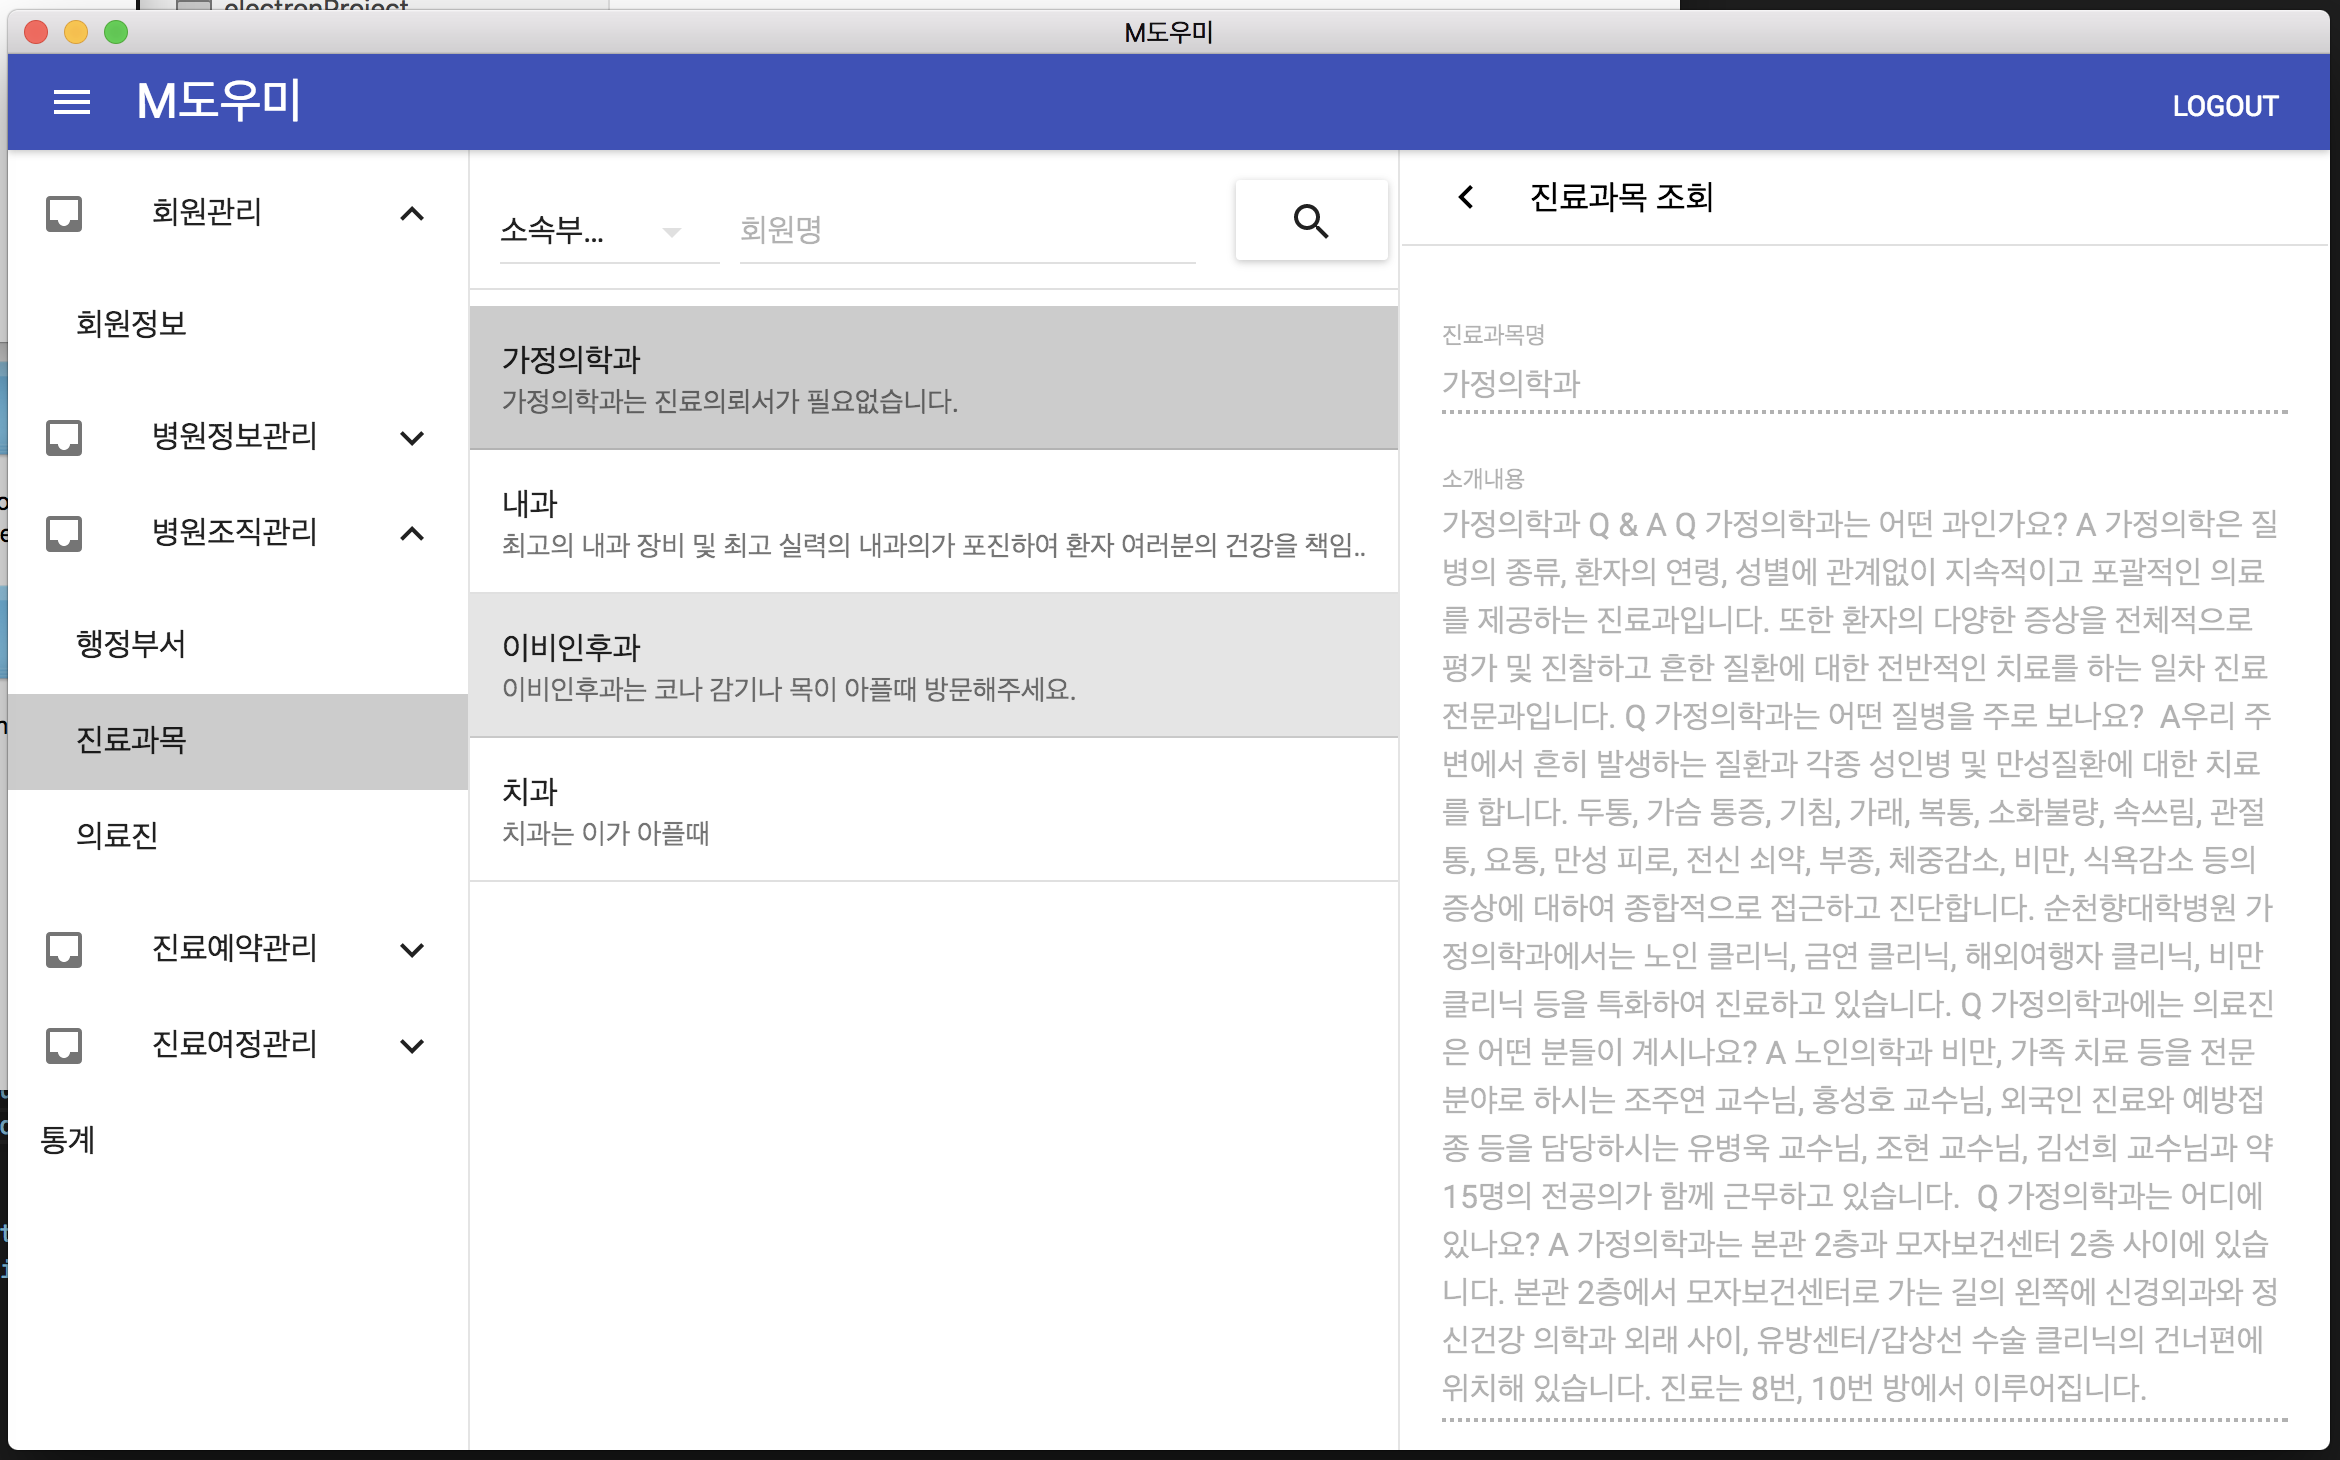 electronProject
M도우미
M도우미
LOGOUT
회원관리
회원정보
병원정보관리
병원조직관리
행정부서
진료과목
의료진
진료예약관리
진료여정관리
통계
소속부...
회원명
가정의학과
가정의학과는 진료의뢰서가 필요없습니다.
내과
최고의 내과 장비 및 최고 실력의 내과의가 포진하여 환자 여러분의 건강을 책임..
이비인후과
이비인후과는 코나 감기나 목이 아플때 방문해주세요.
치과
치과는 이가 아플때
진료과목 조회
진료과목명
가정의학과
소개내용
가정의학과 Q & A Q 가정의학과는 어떤 과인가요? A 가정의학은 질
병의 종류, 환자의 연령, 성별에 관계없이 지속적이고 포괄적인 의료
를 제공하는 진료과입니다. 또한 환자의 다양한 증상을 전체적으로
평가 및 진찰하고 흔한 질환에 대한 전반적인 치료를 하는 일차 진료
전문과입니다. Q 가정의학과는 어떤 질병을 주로 보나요?  A우리 주
변에서 흔히 발생하는 질환과 각종 성인병 및 만성질환에 대한 치료
를 합니다. 두통, 가슴 통증, 기침, 가래, 복통, 소화불량, 속쓰림, 관절
통, 요통, 만성 피로, 전신 쇠약, 부종, 체중감소, 비만, 식욕감소 등의
증상에 대하여 종합적으로 접근하고 진단합니다. 순천향대학병원 가
정의학과에서는 노인 클리닉, 금연 클리닉, 해외여행자 클리닉, 비만
클리닉 등을 특화하여 진료하고 있습니다. Q 가정의학과에는 의료진
은 어떤 분들이 계시나요? A 노인의학과 비만, 가족 치료 등을 전문
분야로 하시는 조주연 교수님, 홍성호 교수님, 외국인 진료와 예방접
종 등을 담당하시는 유병욱 교수님, 조현 교수님, 김선희 교수님과 약
15명의 전공의가 함께 근무하고 있습니다.  Q 가정의학과는 어디에
있나요? A 가정의학과는 본관 2층과 모자보건센터 2층 사이에 있습
니다. 본관 2층에서 모자보건센터로 가는 길의 왼쪽에 신경외과와 정
신건강 의학과 외래 사이, 유방센터/갑상선 수술 클리닉의 건너편에
위치해 있습니다. 진료는 8번, 10번 방에서 이루어집니다.